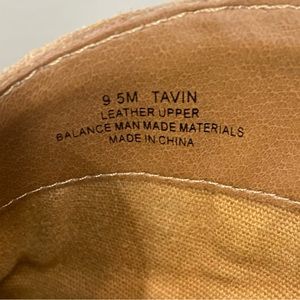 9.5M TAVIN
LEATHER UPPER
BALANCE MAN MADE MATERIALS
MADE IN CHINA